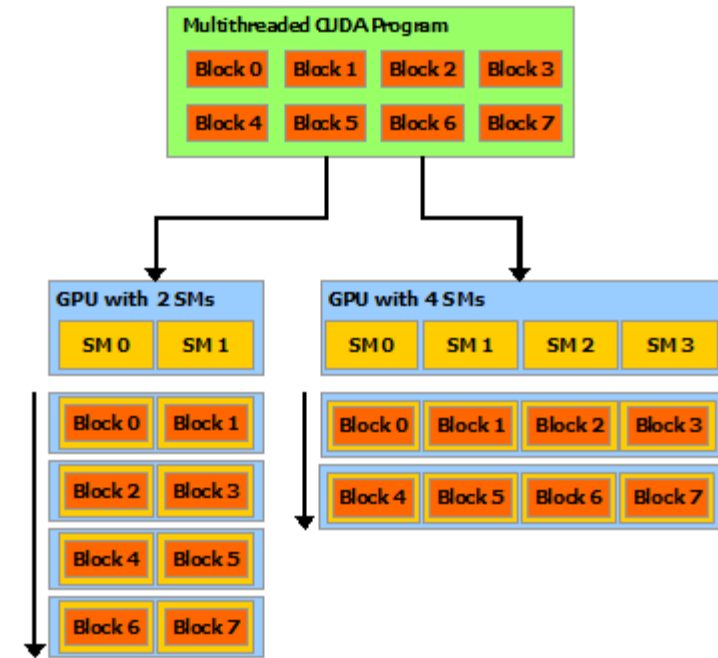 Multithreaded CUDA Program
Block 0 Block 1 Block 2 Block 3
Block 4 Block 5 Block 6 Block 7
GPU with 2 SMs
SM 0 SM 1
Block 0 Block 1
Block 2 Block 3
Block 4 Block 5
Block 6 Block 7
GPU with 4 SMs
SM 0 SM 1 SM 2 SM 3
Block 0 Block 1 Block 2 Block 3
Block 4 Block 5 Block 6 Block 7